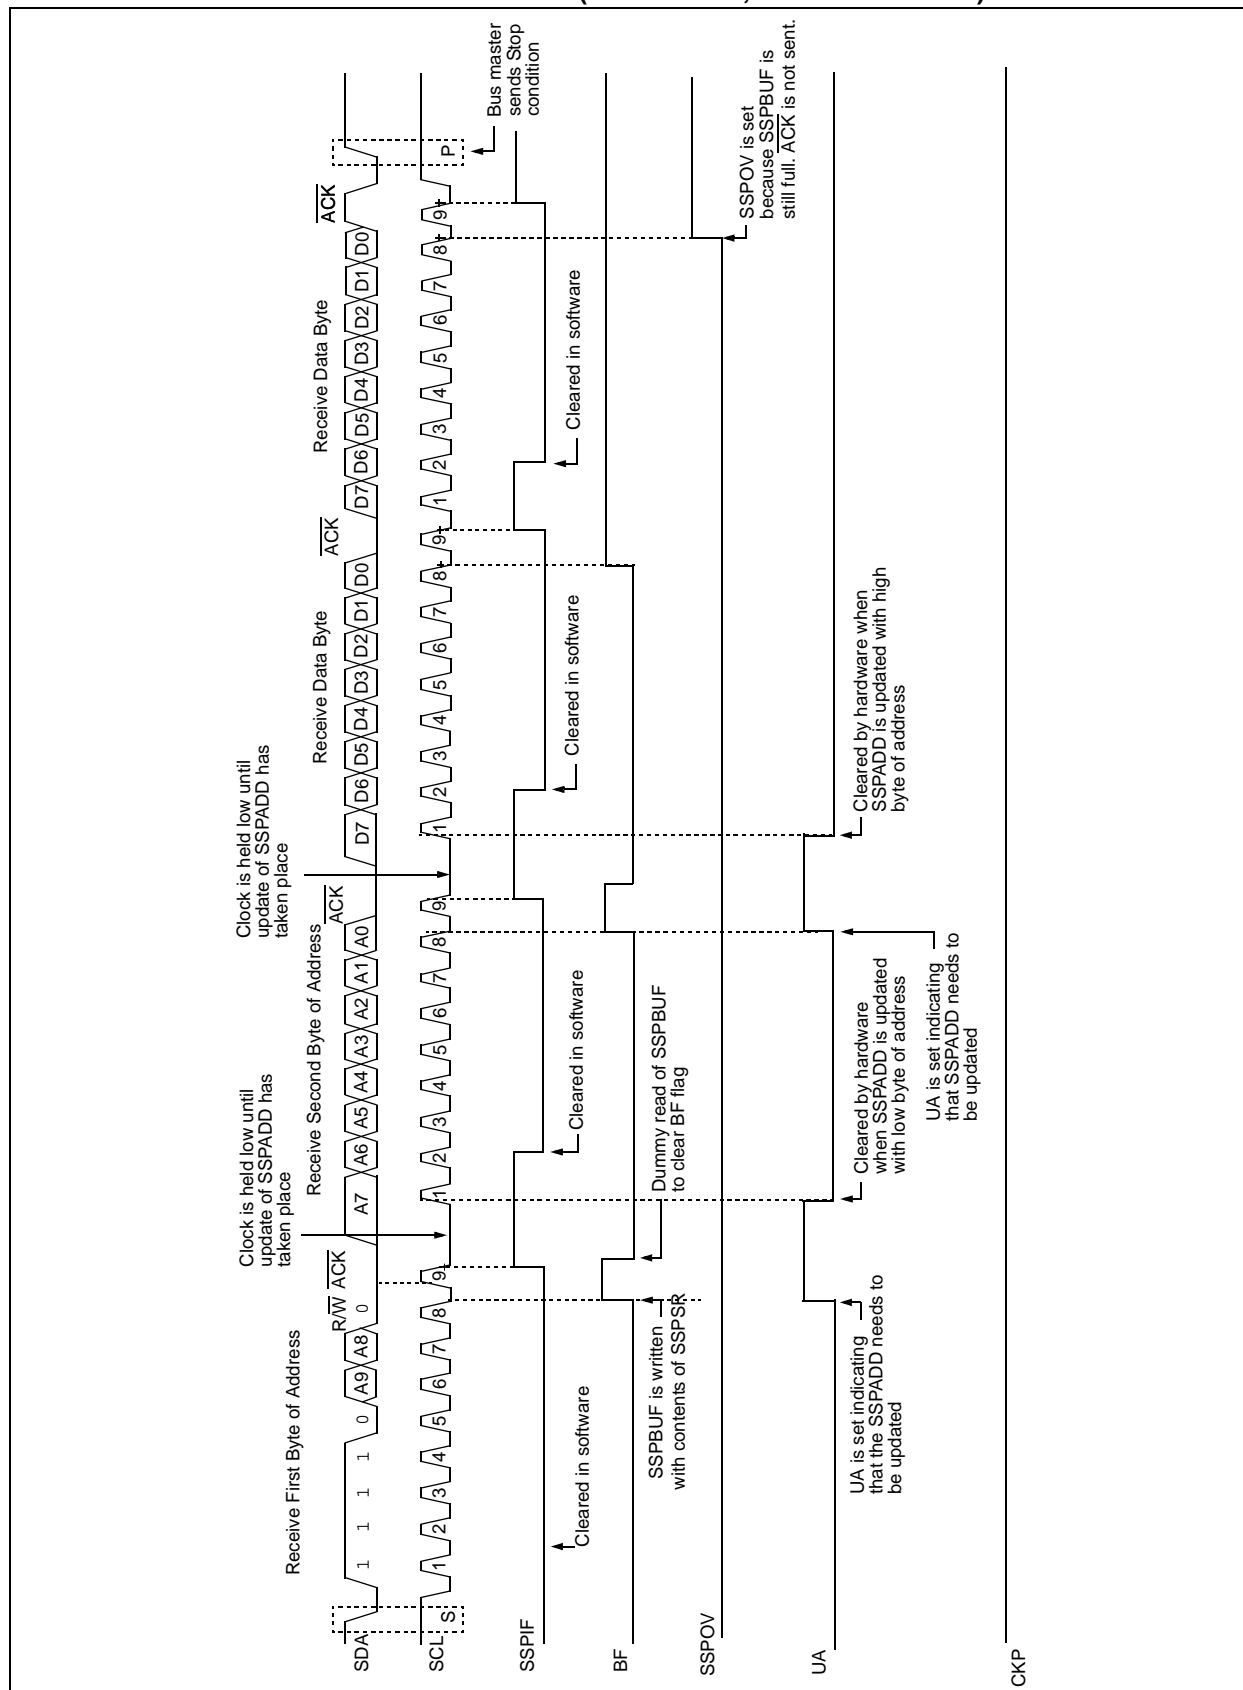 Receive First Byte of Address
R/W ACK
1 1 1 1 0 A9 A8 0
Clock is held low until
update of SSPADD has
taken place
Receive Second Byte of Address
ACK
A7 A6 A5 A4 A3 A2 A1 A0
Clock is held low until
update of SSPADD has
taken place
Receive Data Byte
ACK
D7 D6 D5 D4 D3 D2 D1 D0
Receive Data Byte
ACK
D7 D6 D5 D4 D3 D2 D1 D0
SDA
SCL
S 1 2 3 4 5 6 7 8 9 1 2 3 4 5 6 7 8 9 1 2 3 4 5 6 7 8 9 1 2 3 4 5 6 7 8 9 P
Bus master
sends Stop
condition
SSPIF
Cleared in software
Cleared in software
Cleared in software
Cleared in software
BF
SSPBUF is written
with contents of SSPSR
Dummy read of SSPBUF
to clear BF flag
SSPOV
SSPOV is set
because SSPBUF is
still full. ACK is not sent.
UA
UA is set indicating
that the SSPADD needs to
be updated
Cleared by hardware
when SSPADD is updated
with low byte of address
UA is set indicating
that SSPADD needs to
be updated
Cleared by hardware when
SSPADD is updated with high
byte of address
CKP